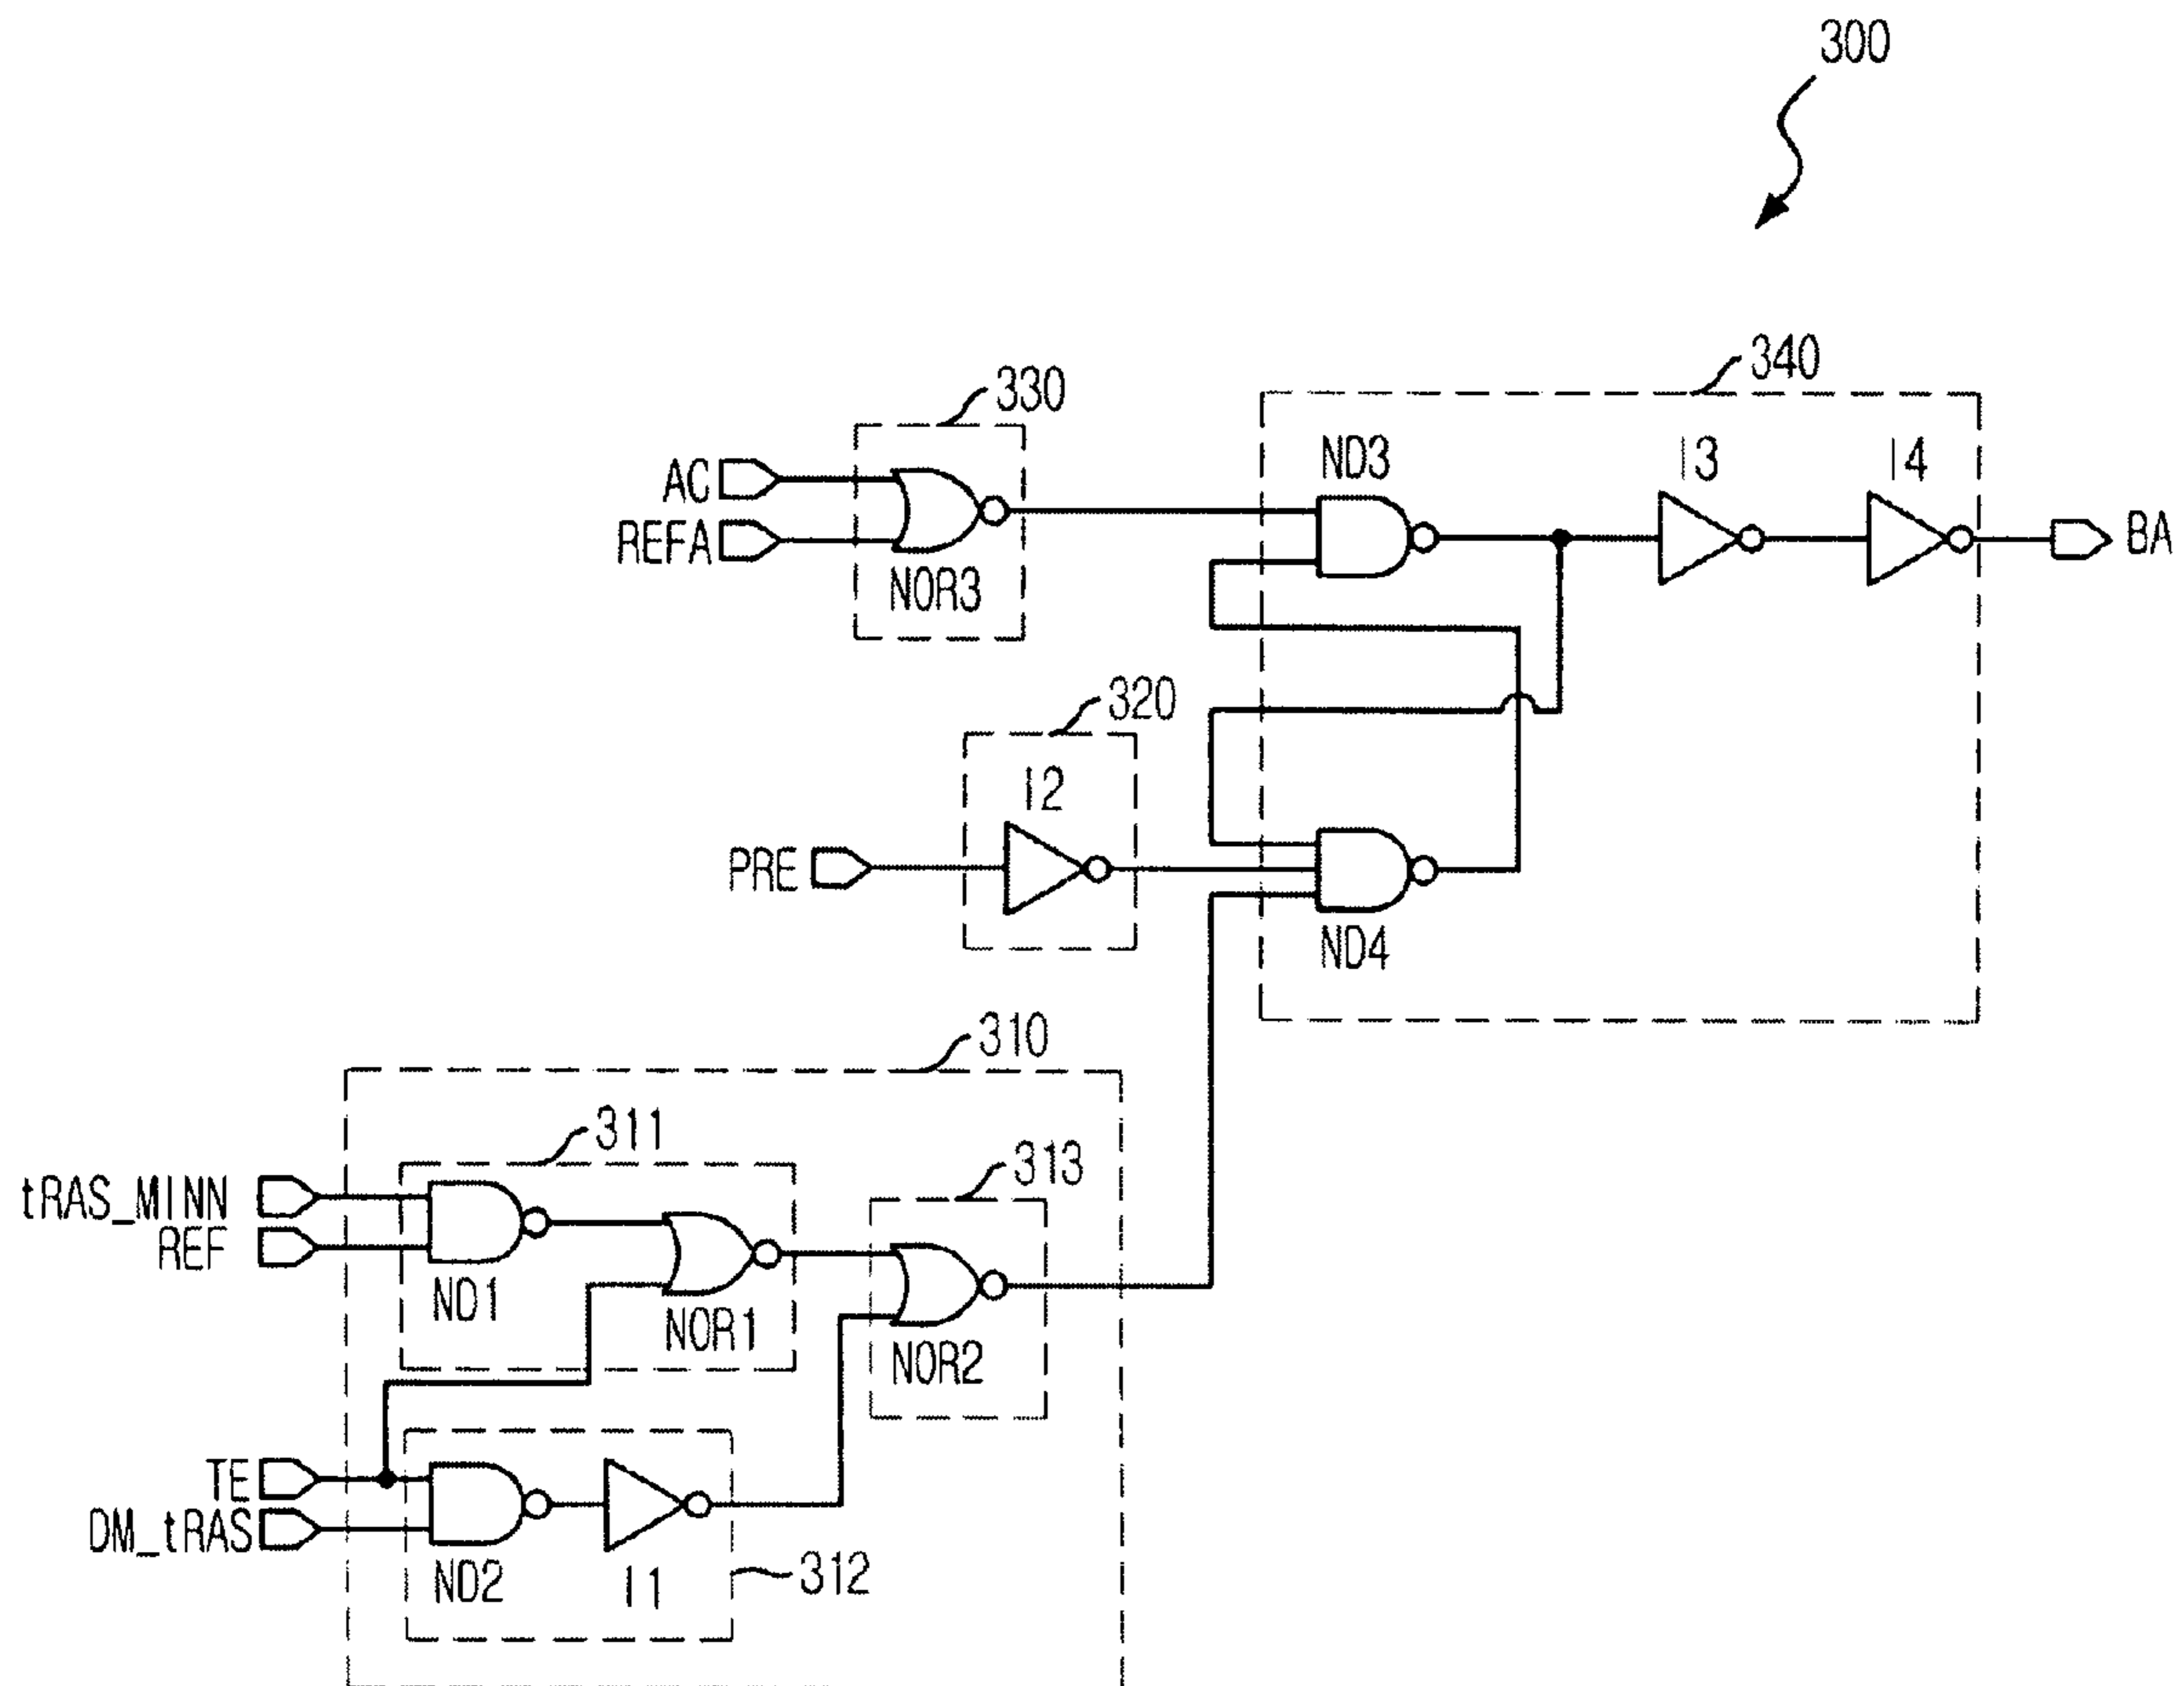 300
340
330
ND3
I3
I4
AC
REFA
BA
NOR3
320
I2
PRE
ND4
310
311
313
tRAS_MINN
REF
ND1
NOR1
NOR2
TE
DM_tRAS
ND2
I1
312